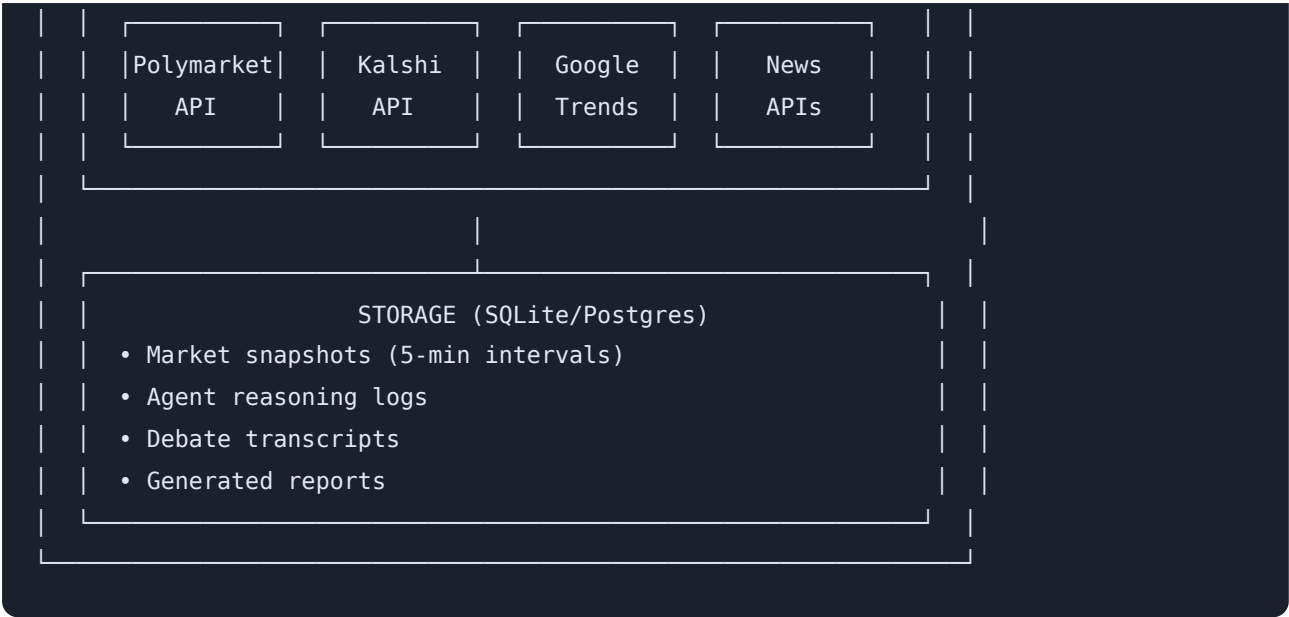 Polymarket Kalshi Google News
API API Trends APIs
STORAGE (SQLite/Postgres)
• Market snapshots (5-min intervals)
• Agent reasoning logs
• Debate transcripts
• Generated reports